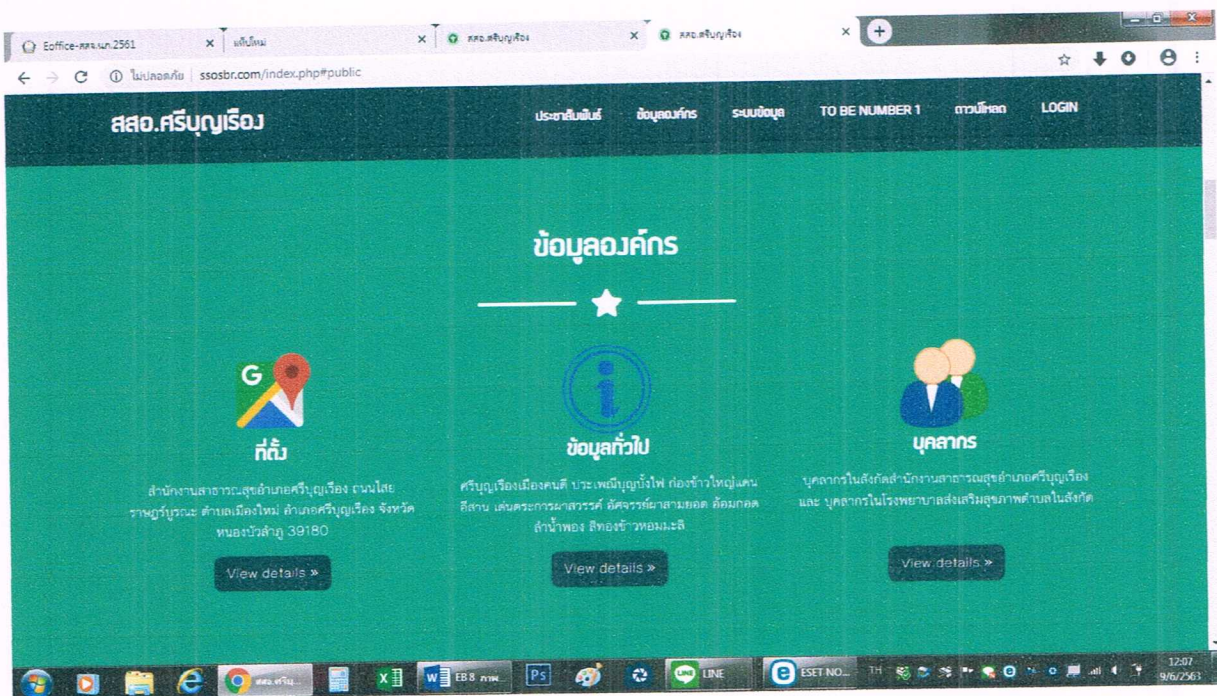 Eoffice-สสจ.นภ.2561
แท็บใหม่
สสอ.ศรีบุญเรือง
สสอ.ศรีบุญเรือง
ไม่ปลอดภัย
ssosbr.com/index.php#public
สสอ.ศรีบุญเรือง
ประชาสัมพันธ์
ข้อมูลองค์กร
ระบบข้อมูล
TO BE NUMBER 1
ดาวน์โหลด
LOGIN
ข้อมูลองค์กร
G
ที่ตั้ง
สำนักงานสาธารณสุขอำเภอศรีบุญเรือง ถนนไสย
ราษฎร์บูรณะ ตำบลเมืองใหม่ อำเภอศรีบุญเรือง จังหวัด
หนองบัวลำภู 39180
View details »
i
ข้อมูลทั่วไป
ศรีบุญเรืองเมืองคนดี ประเพณีบุญบั้งไฟ ก่องข้าวใหญ่แดน
อีสาน เด่นตระการผาสวรรค์ อัศจรรย์ผาสามยอด อ้อมกอด
ลำน้ำพอง สีทองข้าวหอมมะลิ
View details »
บุคลากร
บุคลากรในสังกัดสำนักงานสาธารณสุขอำเภอศรีบุญเรือง
และ บุคลากรในโรงพยาบาลส่งเสริมสุขภาพตำบลในสังกัด
View details »
สสอ.ศรีบุ...
EB 8 ภาพ
Ps
LINE
ESET NO...
TH
12:07
9/6/2563